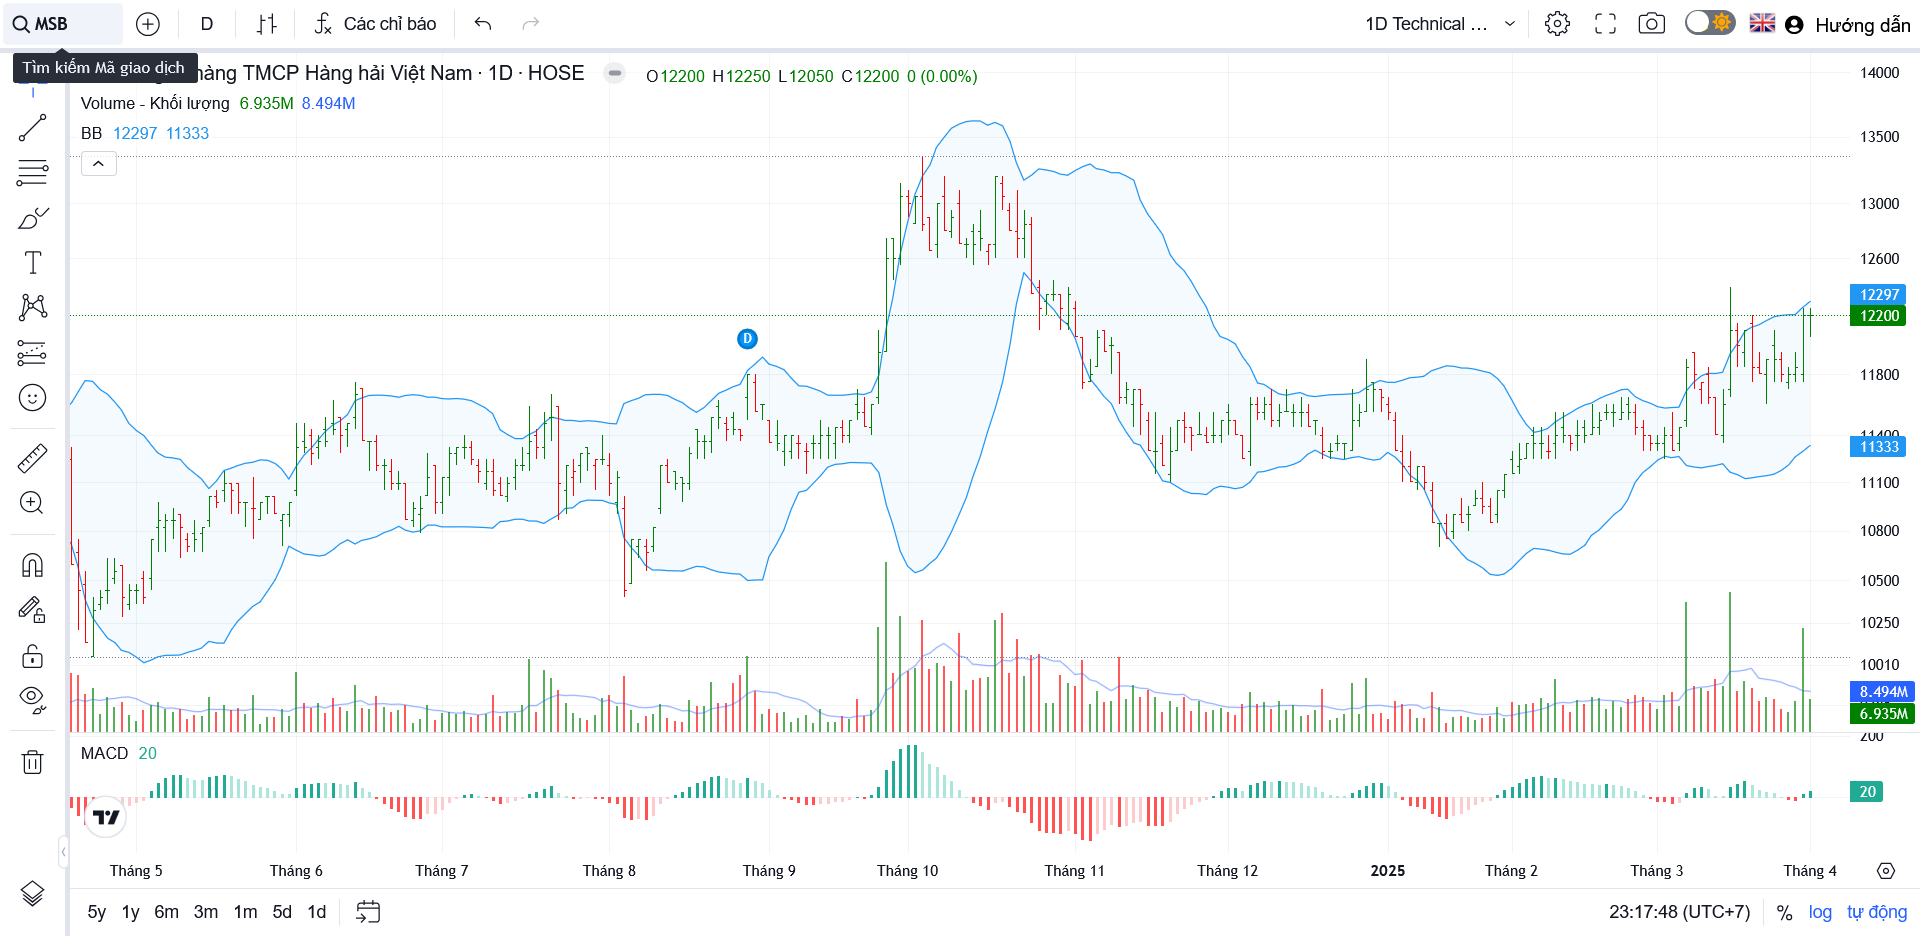 MSB
D
Các chỉ báo
1D Technical ...
Hướng dẫn
Tìm kiếm Mã giao dịch
hàng TMCP Hàng hải Việt Nam · 1D · HOSE
O12200 H12250 L12050 C12200 0 (0.00%)
Volume - Khối lượng 6.935M 8.494M
BB 12297 11333
D
14000
13500
13000
12600
12297
12200
11800
11400
11333
11100
10800
10500
10250
10010
8.494M
6.935M
200
MACD 20
20
Tháng 5 Tháng 6 Tháng 7 Tháng 8 Tháng 9 Tháng 10 Tháng 11 Tháng 12 2025 Tháng 2 Tháng 3 Tháng 4
5y 1y 6m 3m 1m 5d 1d
23:17:48 (UTC+7) % log tự động